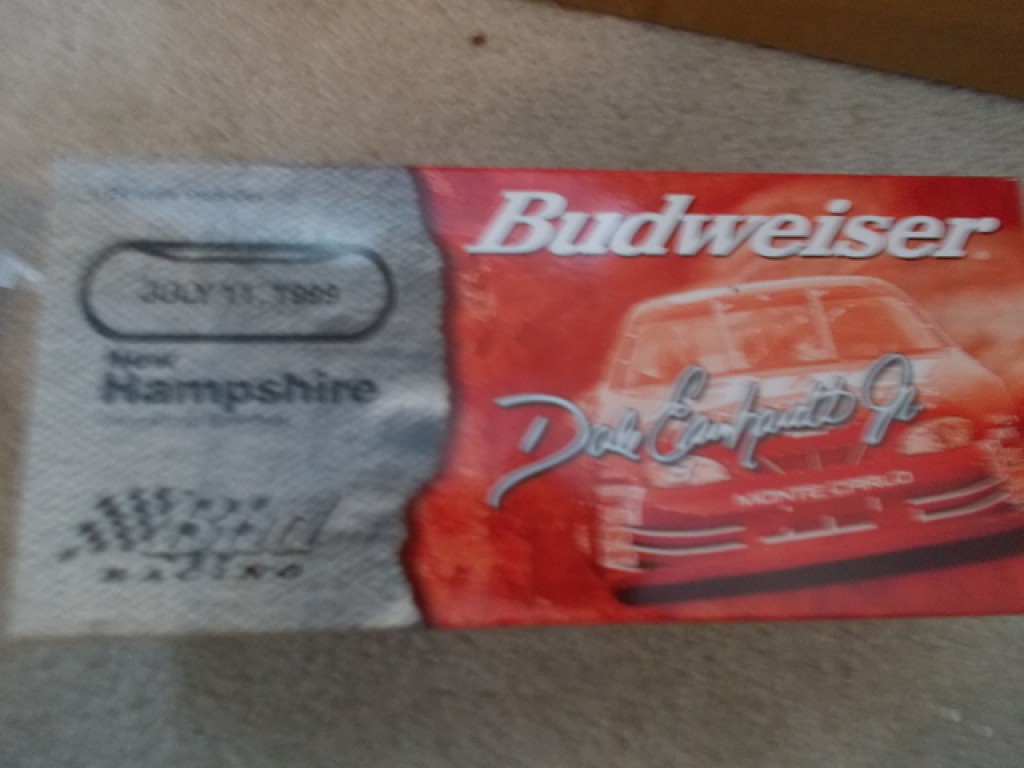 JULY 11, 1999
New
Hampshire
Bud
RACING
Budweiser
Dale Earnhardt Jr.
MONTE CARLO